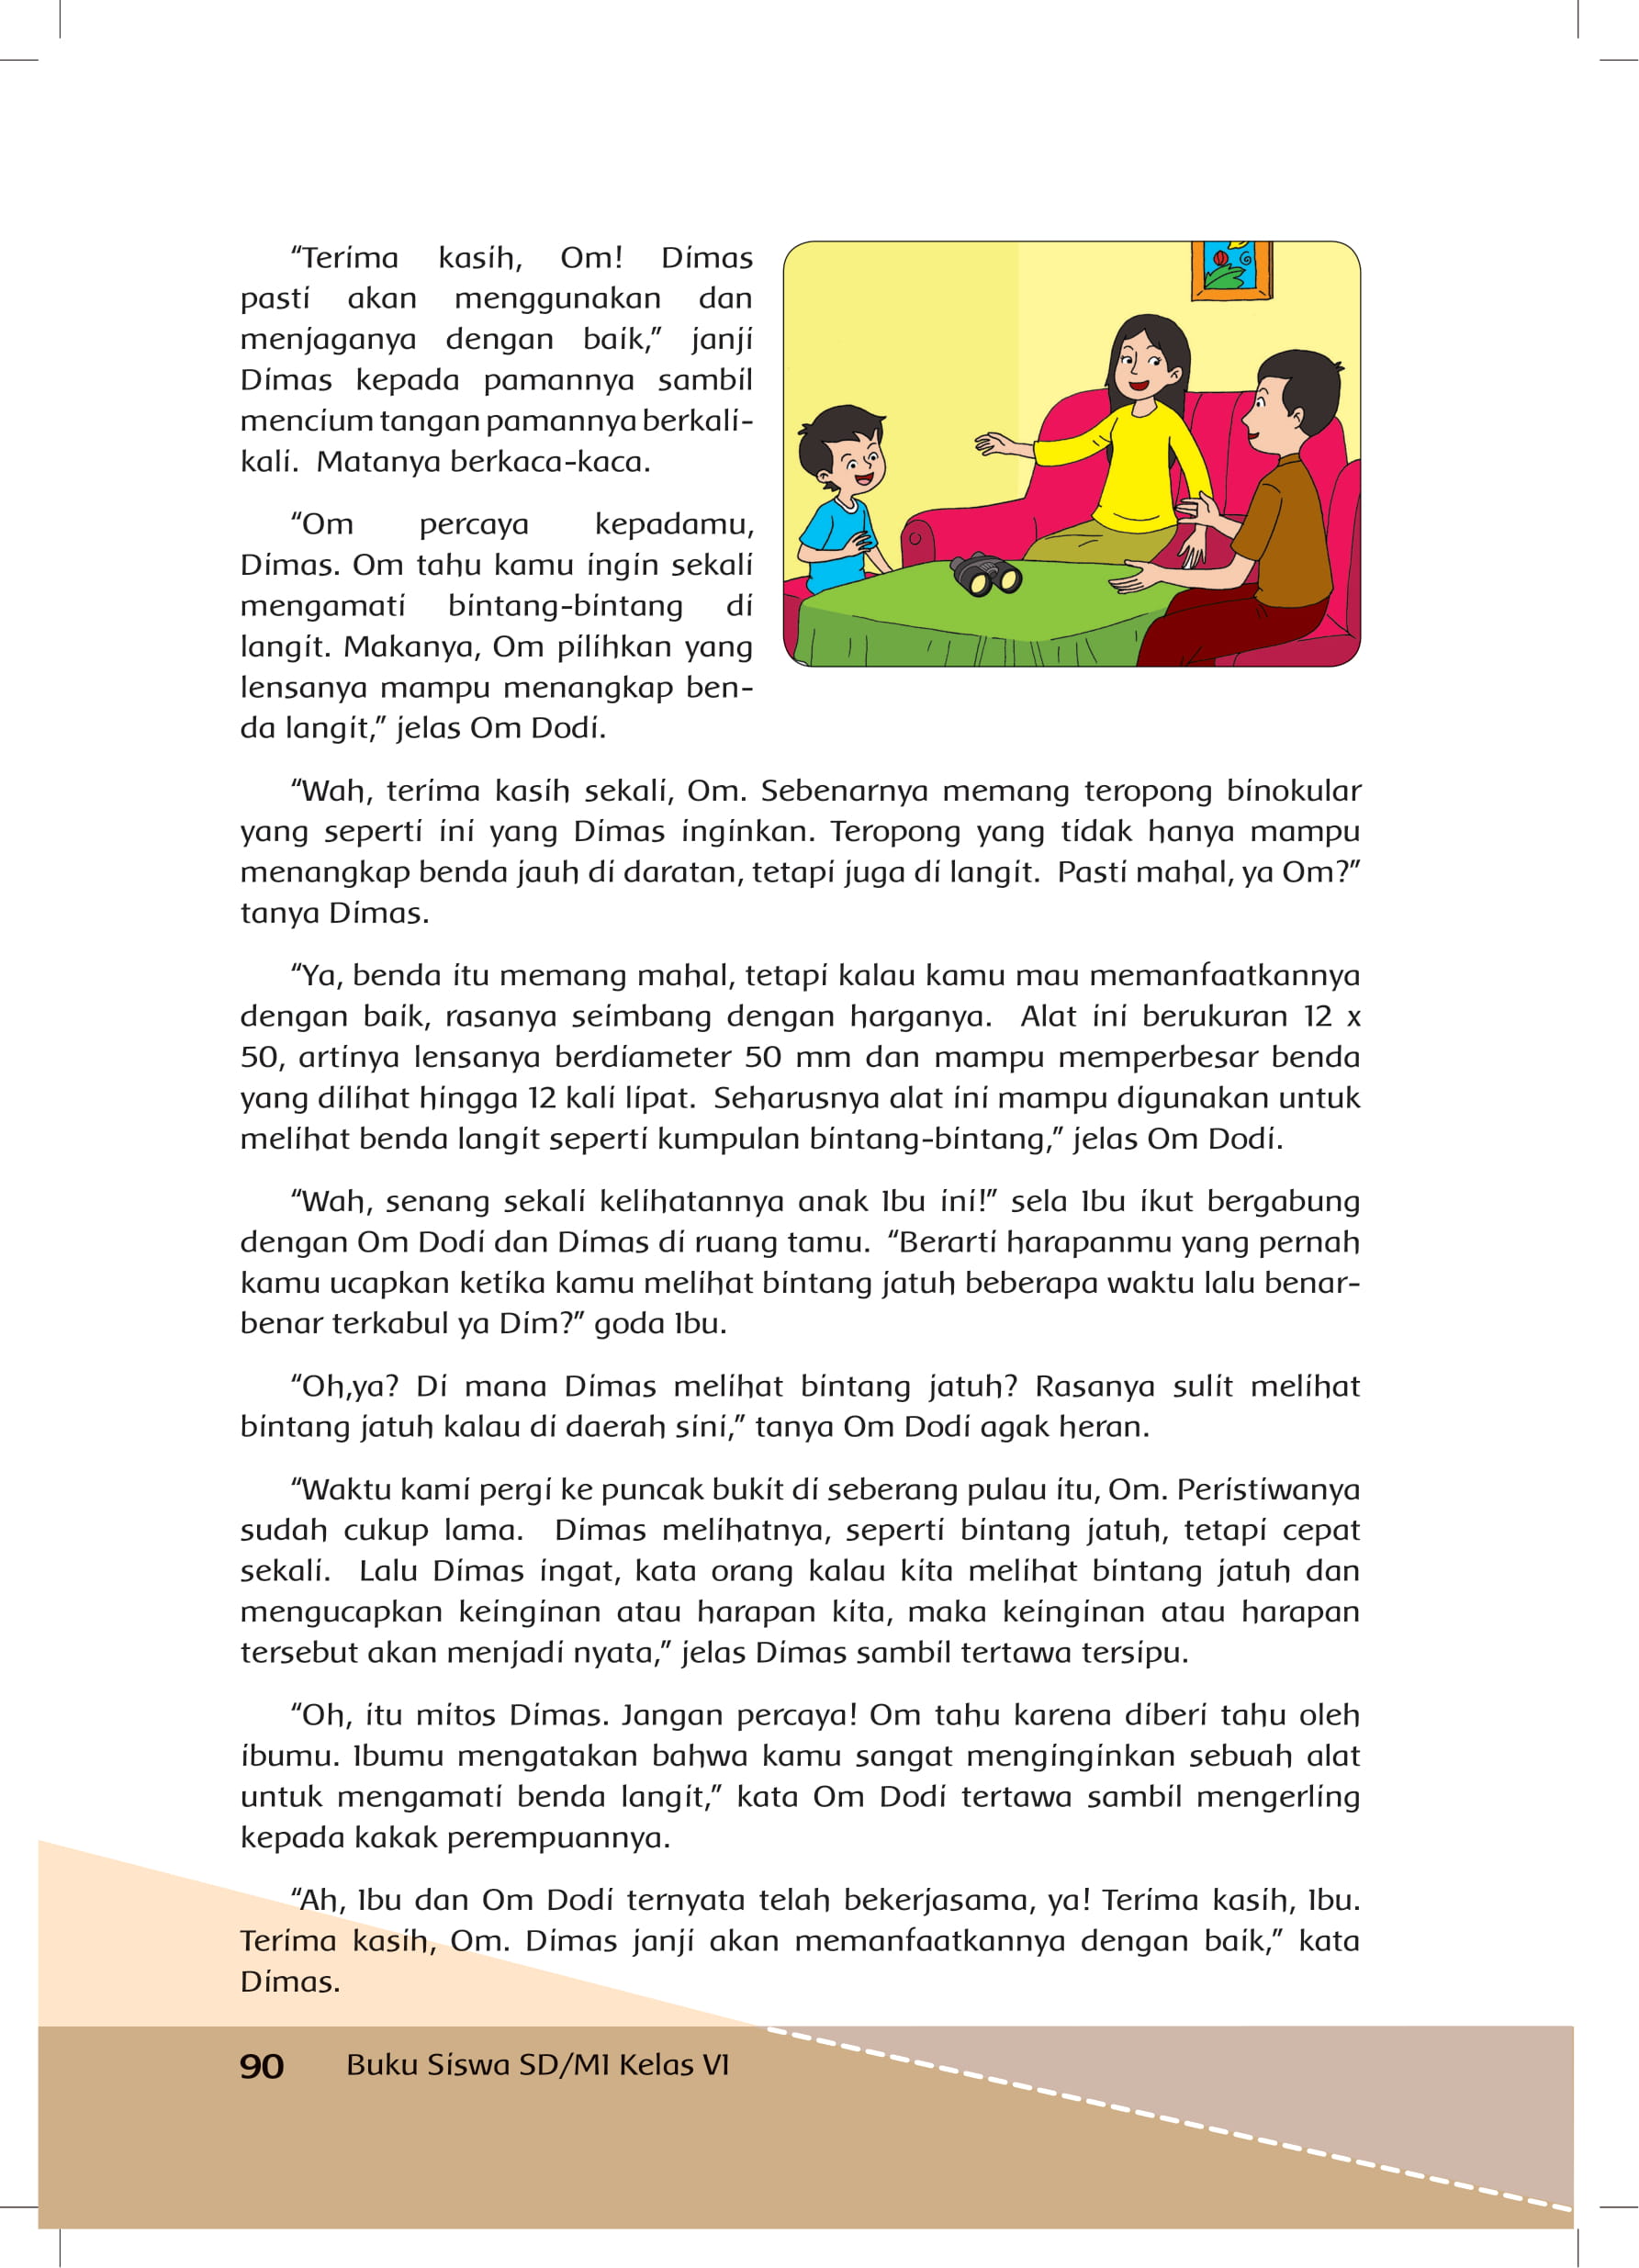 “Terima kasih, Om! Dimas
pasti akan menggunakan dan
menjaganya dengan baik,” janji
Dimas kepada pamannya sambil
mencium tangan pamannya berkali-
kali. Matanya berkaca-kaca.
“Om percaya kepadamu,
Dimas. Om tahu kamu ingin sekali
mengamati bintang-bintang di
langit. Makanya, Om pilihkan yang
lensanya mampu menangkap ben-
da langit,” jelas Om Dodi.
“Wah, terima kasih sekali, Om. Sebenarnya memang teropong binokular
yang seperti ini yang Dimas inginkan. Teropong yang tidak hanya mampu
menangkap benda jauh di daratan, tetapi juga di langit. Pasti mahal, ya Om?”
tanya Dimas.
“Ya, benda itu memang mahal, tetapi kalau kamu mau memanfaatkannya
dengan baik, rasanya seimbang dengan harganya. Alat ini berukuran 12 x
50, artinya lensanya berdiameter 50 mm dan mampu memperbesar benda
yang dilihat hingga 12 kali lipat. Seharusnya alat ini mampu digunakan untuk
melihat benda langit seperti kumpulan bintang-bintang,” jelas Om Dodi.
“Wah, senang sekali kelihatannya anak Ibu ini!” sela Ibu ikut bergabung
dengan Om Dodi dan Dimas di ruang tamu. “Berarti harapanmu yang pernah
kamu ucapkan ketika kamu melihat bintang jatuh beberapa waktu lalu benar-
benar terkabul ya Dim?” goda Ibu.
“Oh,ya? Di mana Dimas melihat bintang jatuh? Rasanya sulit melihat
bintang jatuh kalau di daerah sini,” tanya Om Dodi agak heran.
“Waktu kami pergi ke puncak bukit di seberang pulau itu, Om. Peristiwanya
sudah cukup lama. Dimas melihatnya, seperti bintang jatuh, tetapi cepat
sekali. Lalu Dimas ingat, kata orang kalau kita melihat bintang jatuh dan
mengucapkan keinginan atau harapan kita, maka keinginan atau harapan
tersebut akan menjadi nyata,” jelas Dimas sambil tertawa tersipu.
“Oh, itu mitos Dimas. Jangan percaya! Om tahu karena diberi tahu oleh
ibumu. Ibumu mengatakan bahwa kamu sangat menginginkan sebuah alat
untuk mengamati benda langit,” kata Om Dodi tertawa sambil mengerling
kepada kakak perempuannya.
“Ah, Ibu dan Om Dodi ternyata telah bekerjasama, ya! Terima kasih, Ibu.
Terima kasih, Om. Dimas janji akan memanfaatkannya dengan baik,” kata
Dimas.
90 Buku Siswa SD/MI Kelas VI